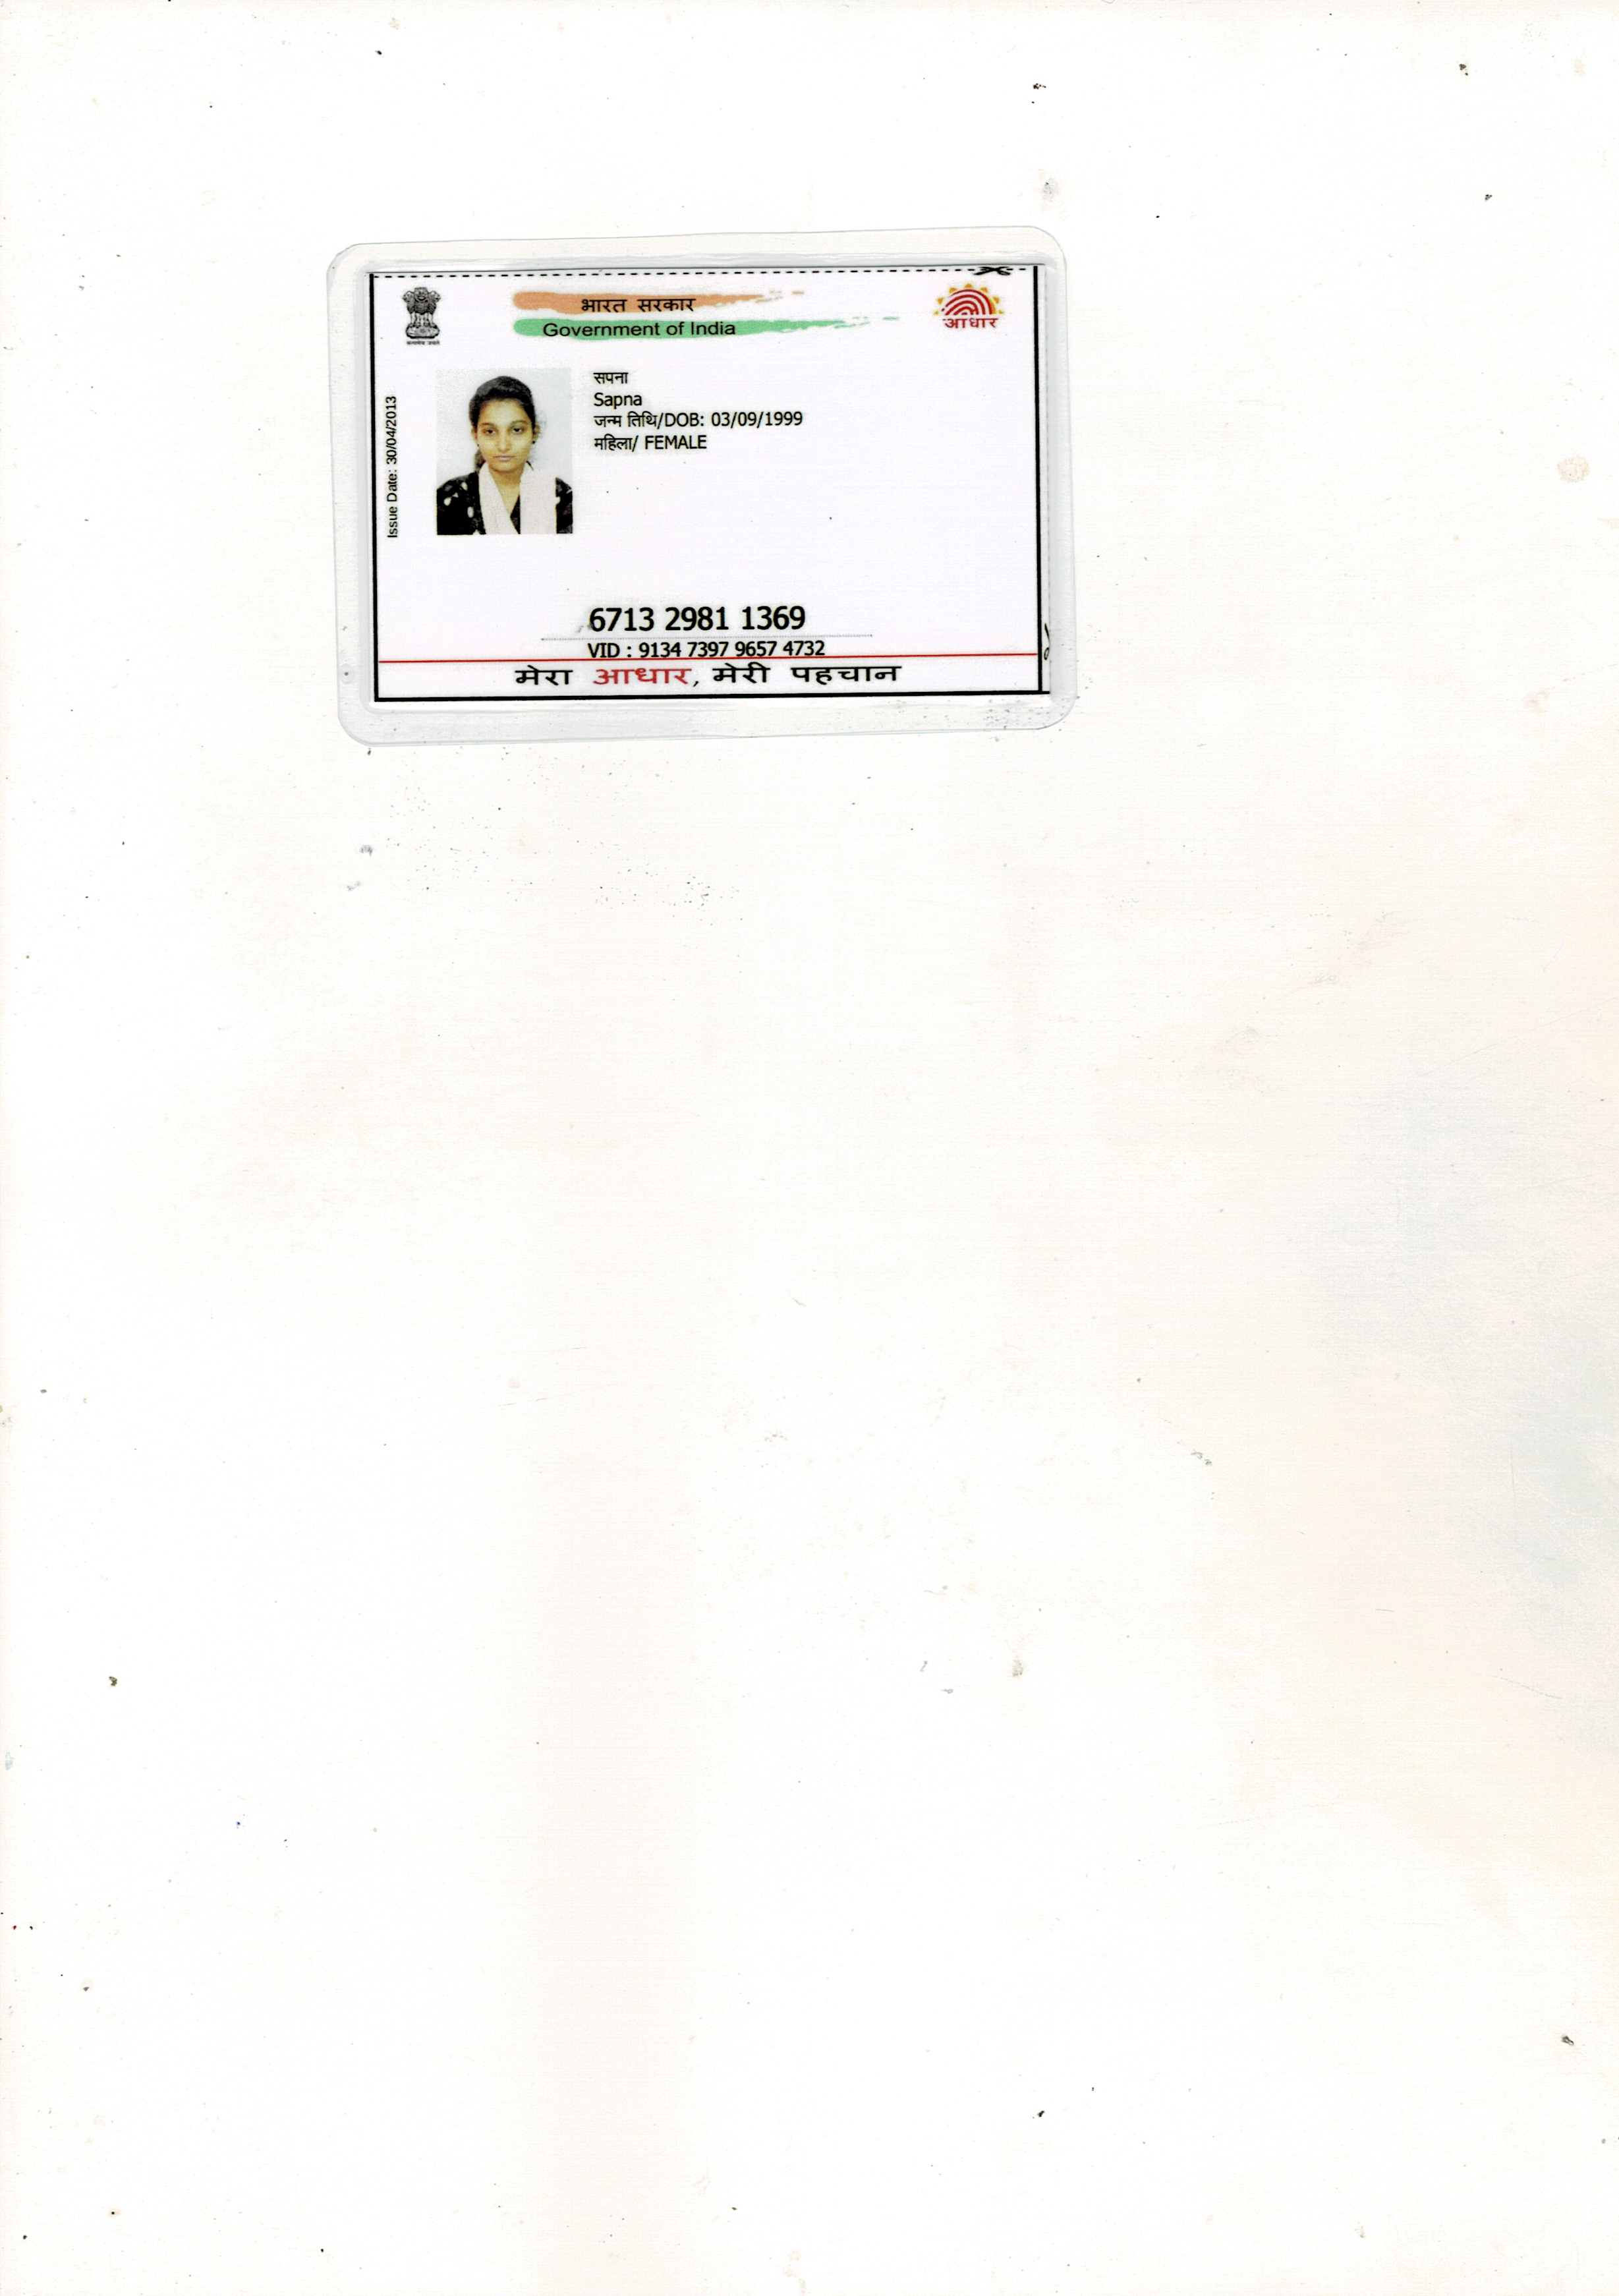 भारत सरकार
Government of India
आधार
Issue Date: 30/04/2013
सपना
Sapna
जन्म तिथि/DOB: 03/09/1999
महिला/ FEMALE
6713 2981 1369
VID : 9134 7397 9657 4732
मेरा आधार, मेरी पहचान